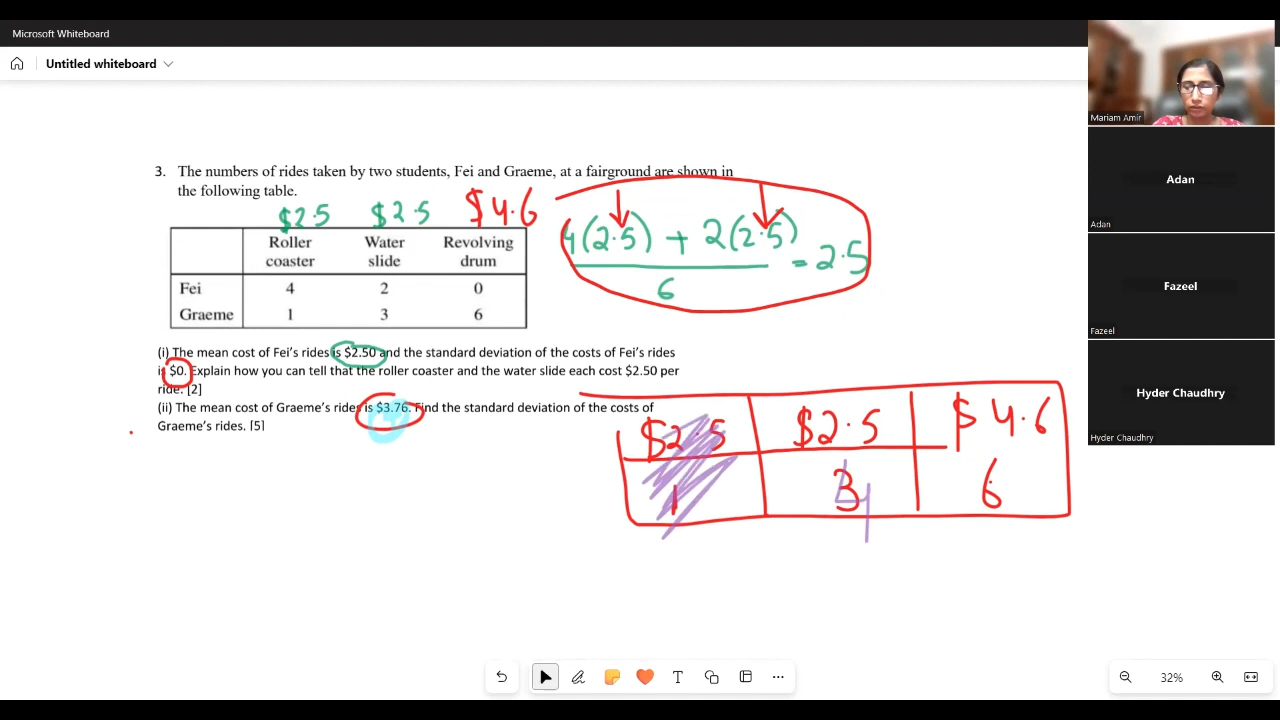 Microsoft Whiteboard
Untitled whiteboard
3. The numbers of rides taken by two students, Fei and Graeme, at a fairground are shown in
the following table.
$2.5 $2.5 $4.6
4(2.5) + 2(2.5)
6
= 2.5
Roller coaster Water slide Revolving drum
Fei 4 2 0
Graeme 1 3 6
(i) The mean cost of Fei's rides is $2.50 and the standard deviation of the costs of Fei's rides
is $0. Explain how you can tell that the roller coaster and the water slide each cost $2.50 per
ride. [2]
(ii) The mean cost of Graeme's rides is $3.76. Find the standard deviation of the costs of
Graeme's rides. [5]
$2.5 $2.5 $4.6
1 3 4 6
Mariam Amir
Adan
Adan
Fazeel
Fazeel
Hyder Chaudhry
Hyder Chaudhry
T
32%